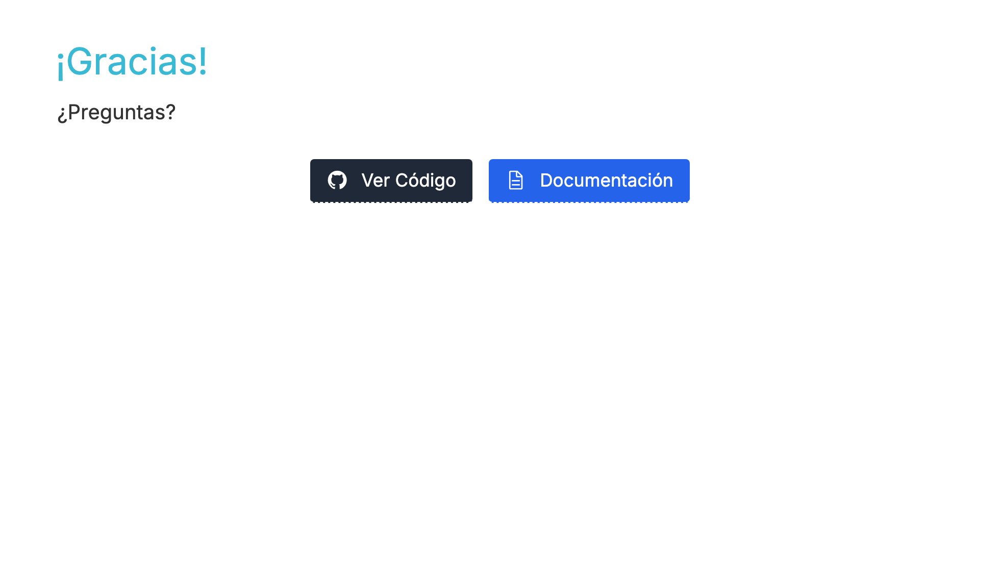 ¡Gracias!
¿Preguntas?
Ver Código
Documentación